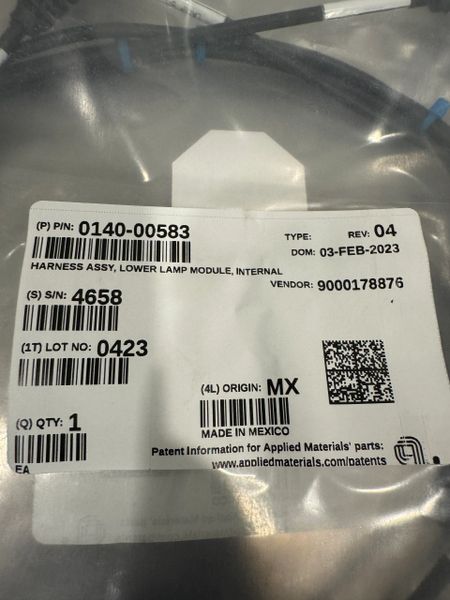 (P) P/N: 0140-00583
TYPE: REV: 04
DOM: 03-FEB-2023
HARNESS ASSY, LOWER LAMP MODULE, INTERNAL
VENDOR: 9000178876
(S) S/N: 4658
(1T) LOT NO: 0423
(4L) ORIGIN: MX
MADE IN MEXICO
(Q) QTY: 1
EA
Patent Information for Applied Materials' parts:
www.appliedmaterials.com/patents